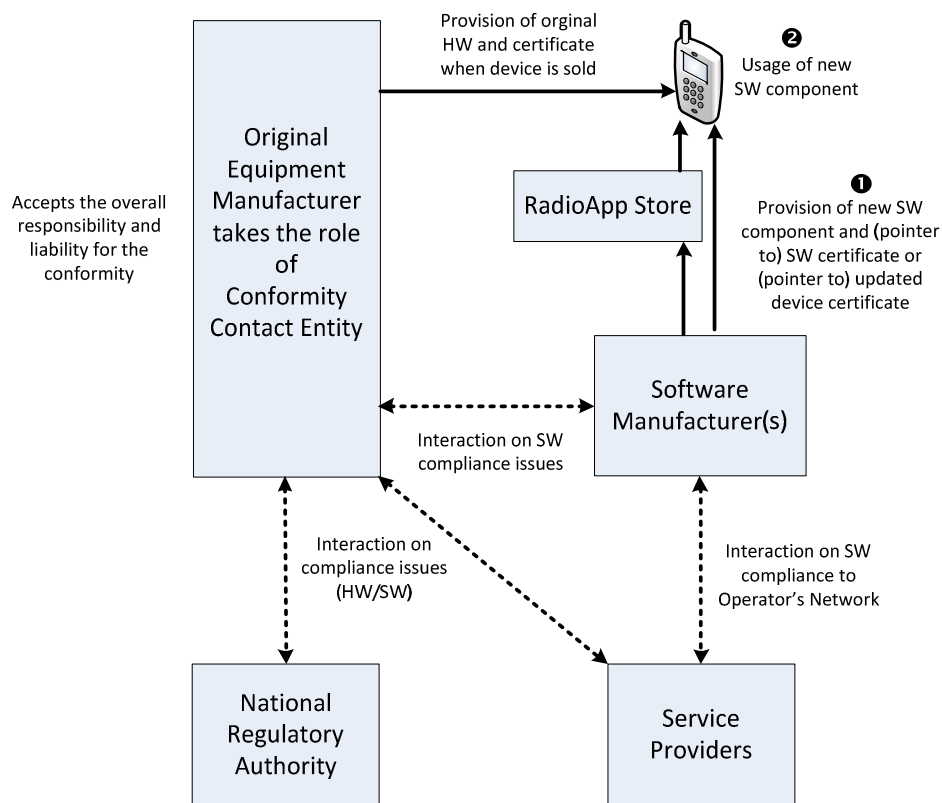 Provision of orginal
HW and certificate
when device is sold
❷
Usage of new
SW component
Original
Equipment
Manufacturer
takes the role
of
Conformity
Contact Entity
Accepts the overall
responsibility and
liability for the
conformity
RadioApp Store
❶
Provision of new SW
component and (pointer
to) SW certificate or
(pointer to) updated
device certificate
Software
Manufacturer(s)
Interaction on SW
compliance issues
Interaction on
compliance issues
(HW/SW)
Interaction on SW
compliance to
Operator’s Network
National
Regulatory
Authority
Service
Providers